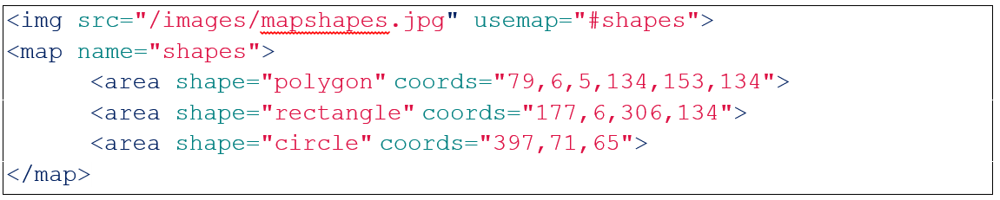 <img src="/images/mapshapes.jpg" usemap="#shapes">
<map name="shapes">
<area shape="polygon" coords="79,6,5,134,153,134">
<area shape="rectangle" coords="177,6,306,134">
<area shape="circle" coords="397,71,65">
</map>